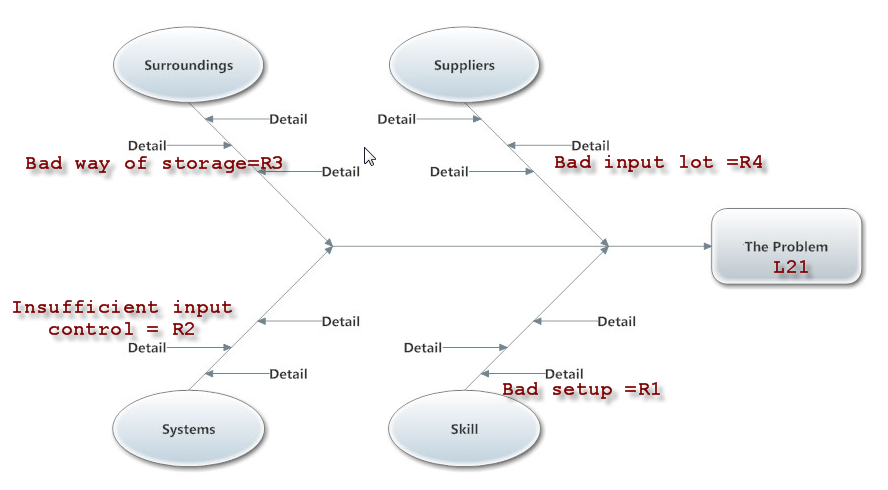 Surroundings
Suppliers
Detail
Detail
Detail
Detail
Bad way of storage=R3
Bad input lot =R4
Detail
Detail
The Problem
L21
Insufficient input
control = R2
Detail
Detail
Detail
Detail
Detail
Detail
Bad setup =R1
Systems
Skill